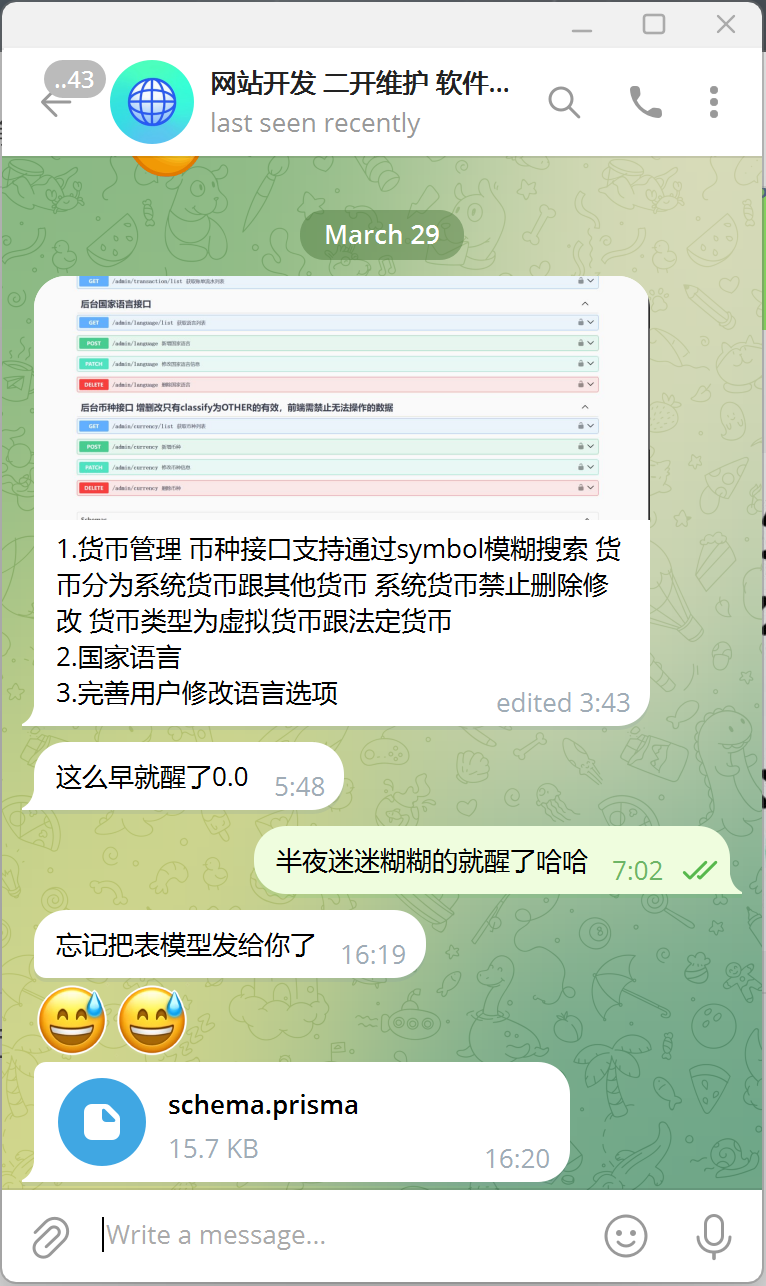 ..43
网站开发 二开维护 软件...
last seen recently
March 29
GET /admin/transaction/list
后台国家语言接口
GET /admin/language/list 获取语言列表
POST /admin/language 新增国家语言
PATCH /admin/language 修改国家语言信息
DELETE /admin/language 删除国家语言
后台币种接口 增删改只有classify为OTHER的有效，前端需禁止无法操作的数据
GET /admin/currency/list 获取币种列表
POST /admin/currency 新增币种
PATCH /admin/currency 修改币种信息
DELETE /admin/currency 删除币种
1.货币管理 币种接口支持通过symbol模糊搜索 货
币分为系统货币跟其他货币 系统货币禁止删除修
改 货币类型为虚拟货币跟法定货币
2.国家语言
3.完善用户修改语言选项
edited 3:43
这么早就醒了0.0 5:48
半夜迷迷糊糊的就醒了哈哈 7:02
忘记把表模型发给你了 16:19
schema.prisma
15.7 KB
16:20
Write a message...